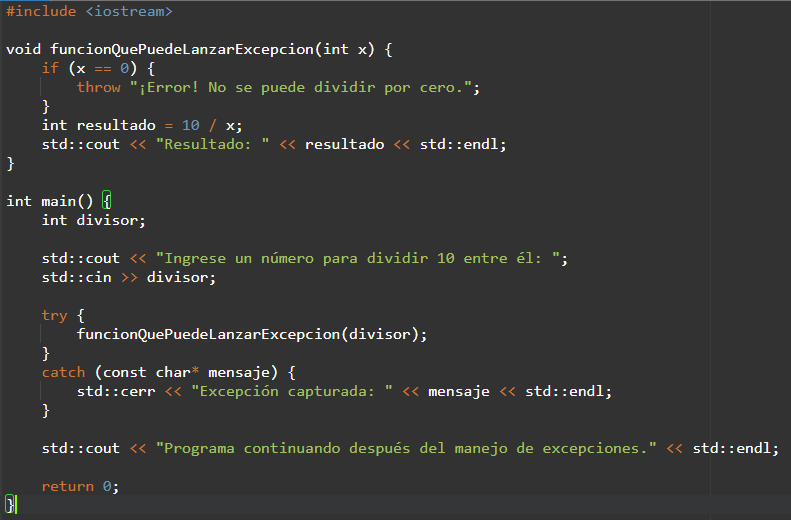 #include <iostream>

void funcionQuePuedeLanzarExcepcion(int x) {
    if (x == 0) {
        throw "¡Error! No se puede dividir por cero.";
    }
    int resultado = 10 / x;
    std::cout << "Resultado: " << resultado << std::endl;
}

int main() {
    int divisor;

    std::cout << "Ingrese un número para dividir 10 entre él: ";
    std::cin >> divisor;

    try {
        funcionQuePuedeLanzarExcepcion(divisor);
    }
    catch (const char* mensaje) {
        std::cerr << "Excepción capturada: " << mensaje << std::endl;
    }

    std::cout << "Programa continuando después del manejo de excepciones." << std::endl;

    return 0;
}